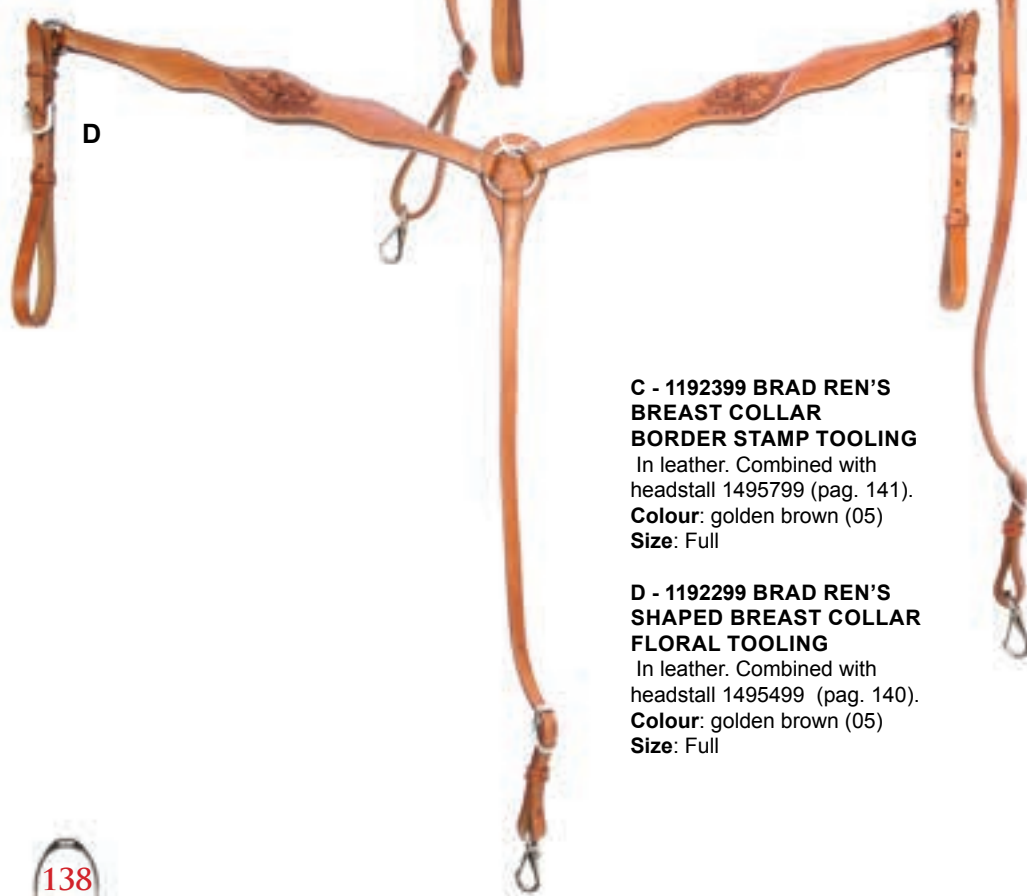 D
C - 1192399 BRAD REN'S
BREAST COLLAR
BORDER STAMP TOOLING
In leather. Combined with
headstall 1495799 (pag. 141).
Colour: golden brown (05)
Size: Full
D - 1192299 BRAD REN'S
SHAPED BREAST COLLAR
FLORAL TOOLING
In leather. Combined with
headstall 1495499 (pag. 140).
Colour: golden brown (05)
Size: Full
138